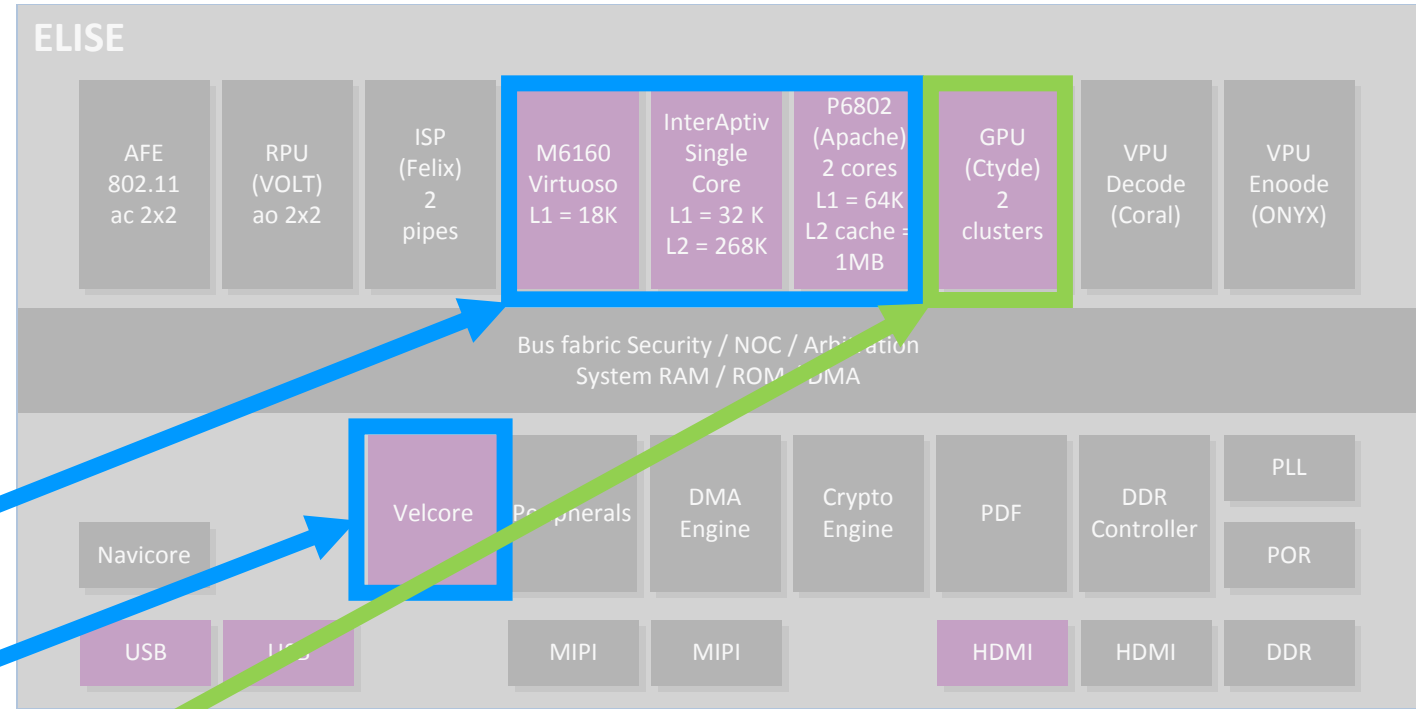 ELISE
AFE
802.11
ac 2x2
RPU
(VOLT)
ao 2x2
ISP
(Felix)
2
pipes
M6160
Virtuoso
L1 = 18K
InterAptiv
Single
Core
L1 = 32 K
L2 = 268K
P6802
(Apache)
2 cores
L1 = 64K
L2 cache =
1MB
GPU
(Ctyde)
2
clusters
VPU
Decode
(Coral)
VPU
Enoode
(ONYX)
Bus fabric Security / NOC / Arbitration
System RAM / ROM / DMA
Navicore
Velcore
Peripherals
DMA
Engine
Crypto
Engine
PDF
DDR
Controller
PLL
POR
USB
USB
MIPI
MIPI
HDMI
HDMI
DDR